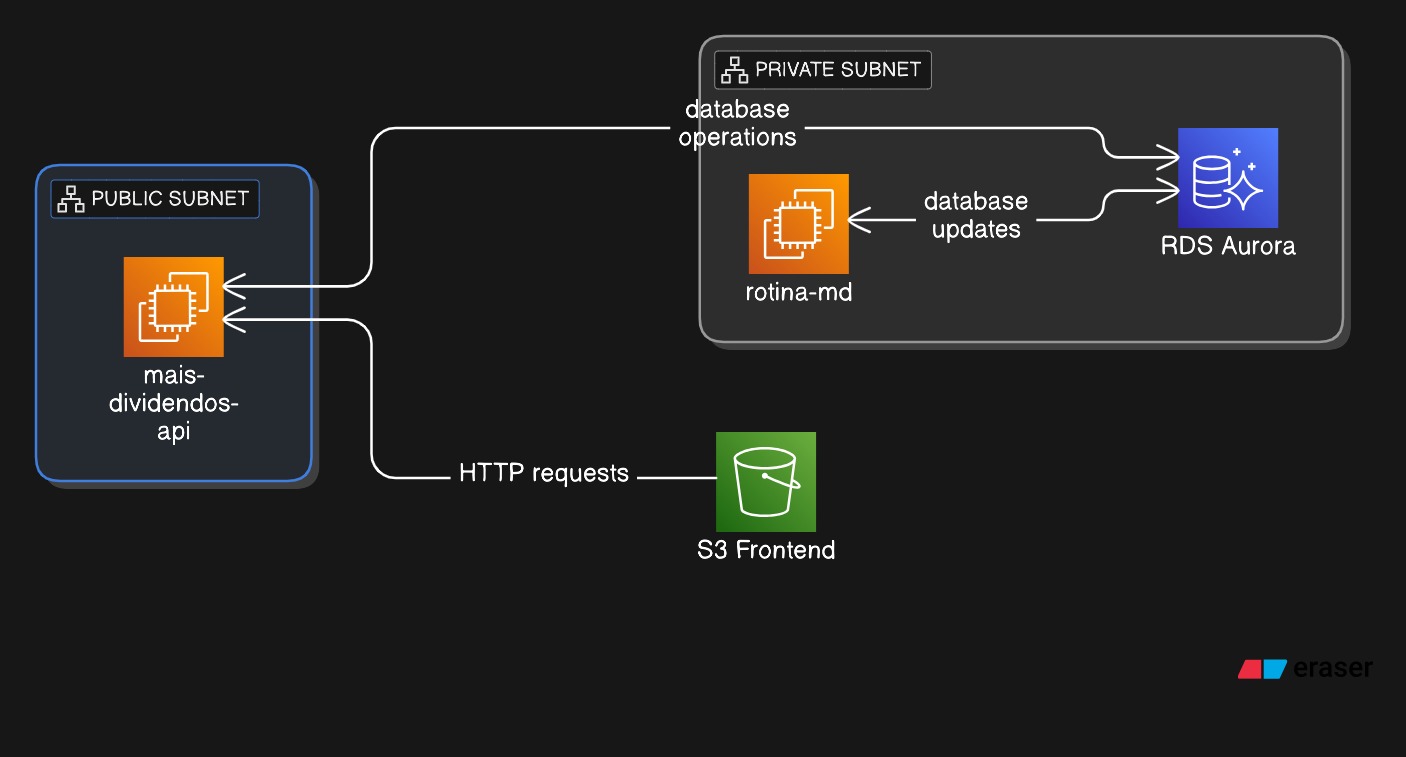 PRIVATE SUBNET
database
operations
PUBLIC SUBNET
database
updates
RDS Aurora
rotina-md
mais-
dividendos-
api
HTTP requests
S3 Frontend
eraser